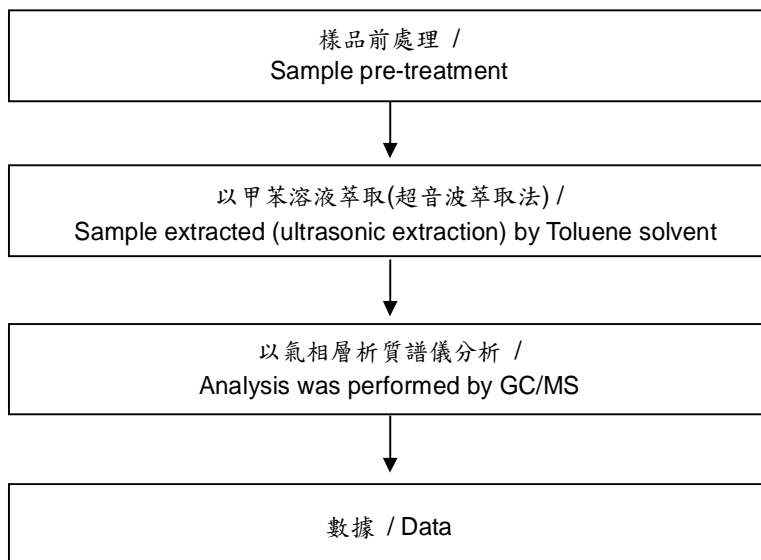 樣品前處理 /
Sample pre-treatment
以甲苯溶液萃取(超音波萃取法) /
Sample extracted (ultrasonic extraction) by Toluene solvent
以氣相層析質譜儀分析 /
Analysis was performed by GC/MS
數據 / Data